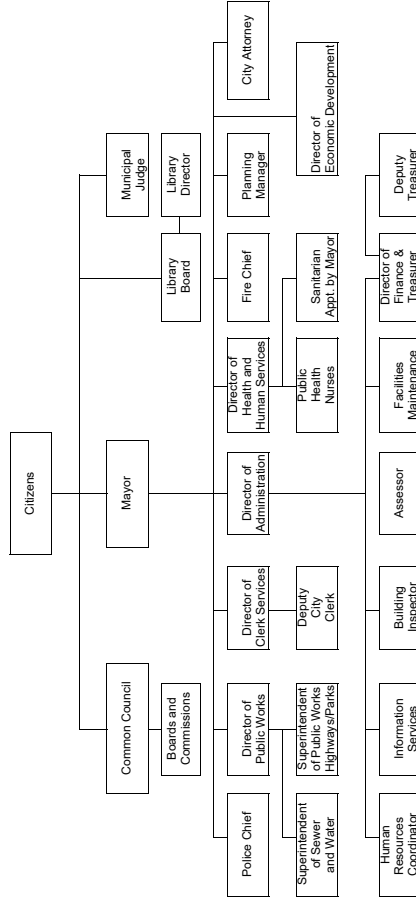 Citizens
Common Council
Mayor
Municipal
Judge
Boards and
Commissions
Library
Board
Library
Director
Police Chief
Director of
Public Works
Director of
Clerk Services
Director of
Administration
Director of
Health and
Human Services
Fire Chief
Planning
Manager
City Attorney
Superintendent
of Sewer
and Water
Superintendent
of Public Works
Highways/Parks
Deputy
City
Clerk
Public
Health
Nurses
Sanitarian
Appt. by Mayor
Director of
Economic Development
Human
Resources
Coordinator
Information
Services
Building
Inspector
Assessor
Facilities
Maintenance
Director of
Finance &
Treasurer
Deputy
Treasurer